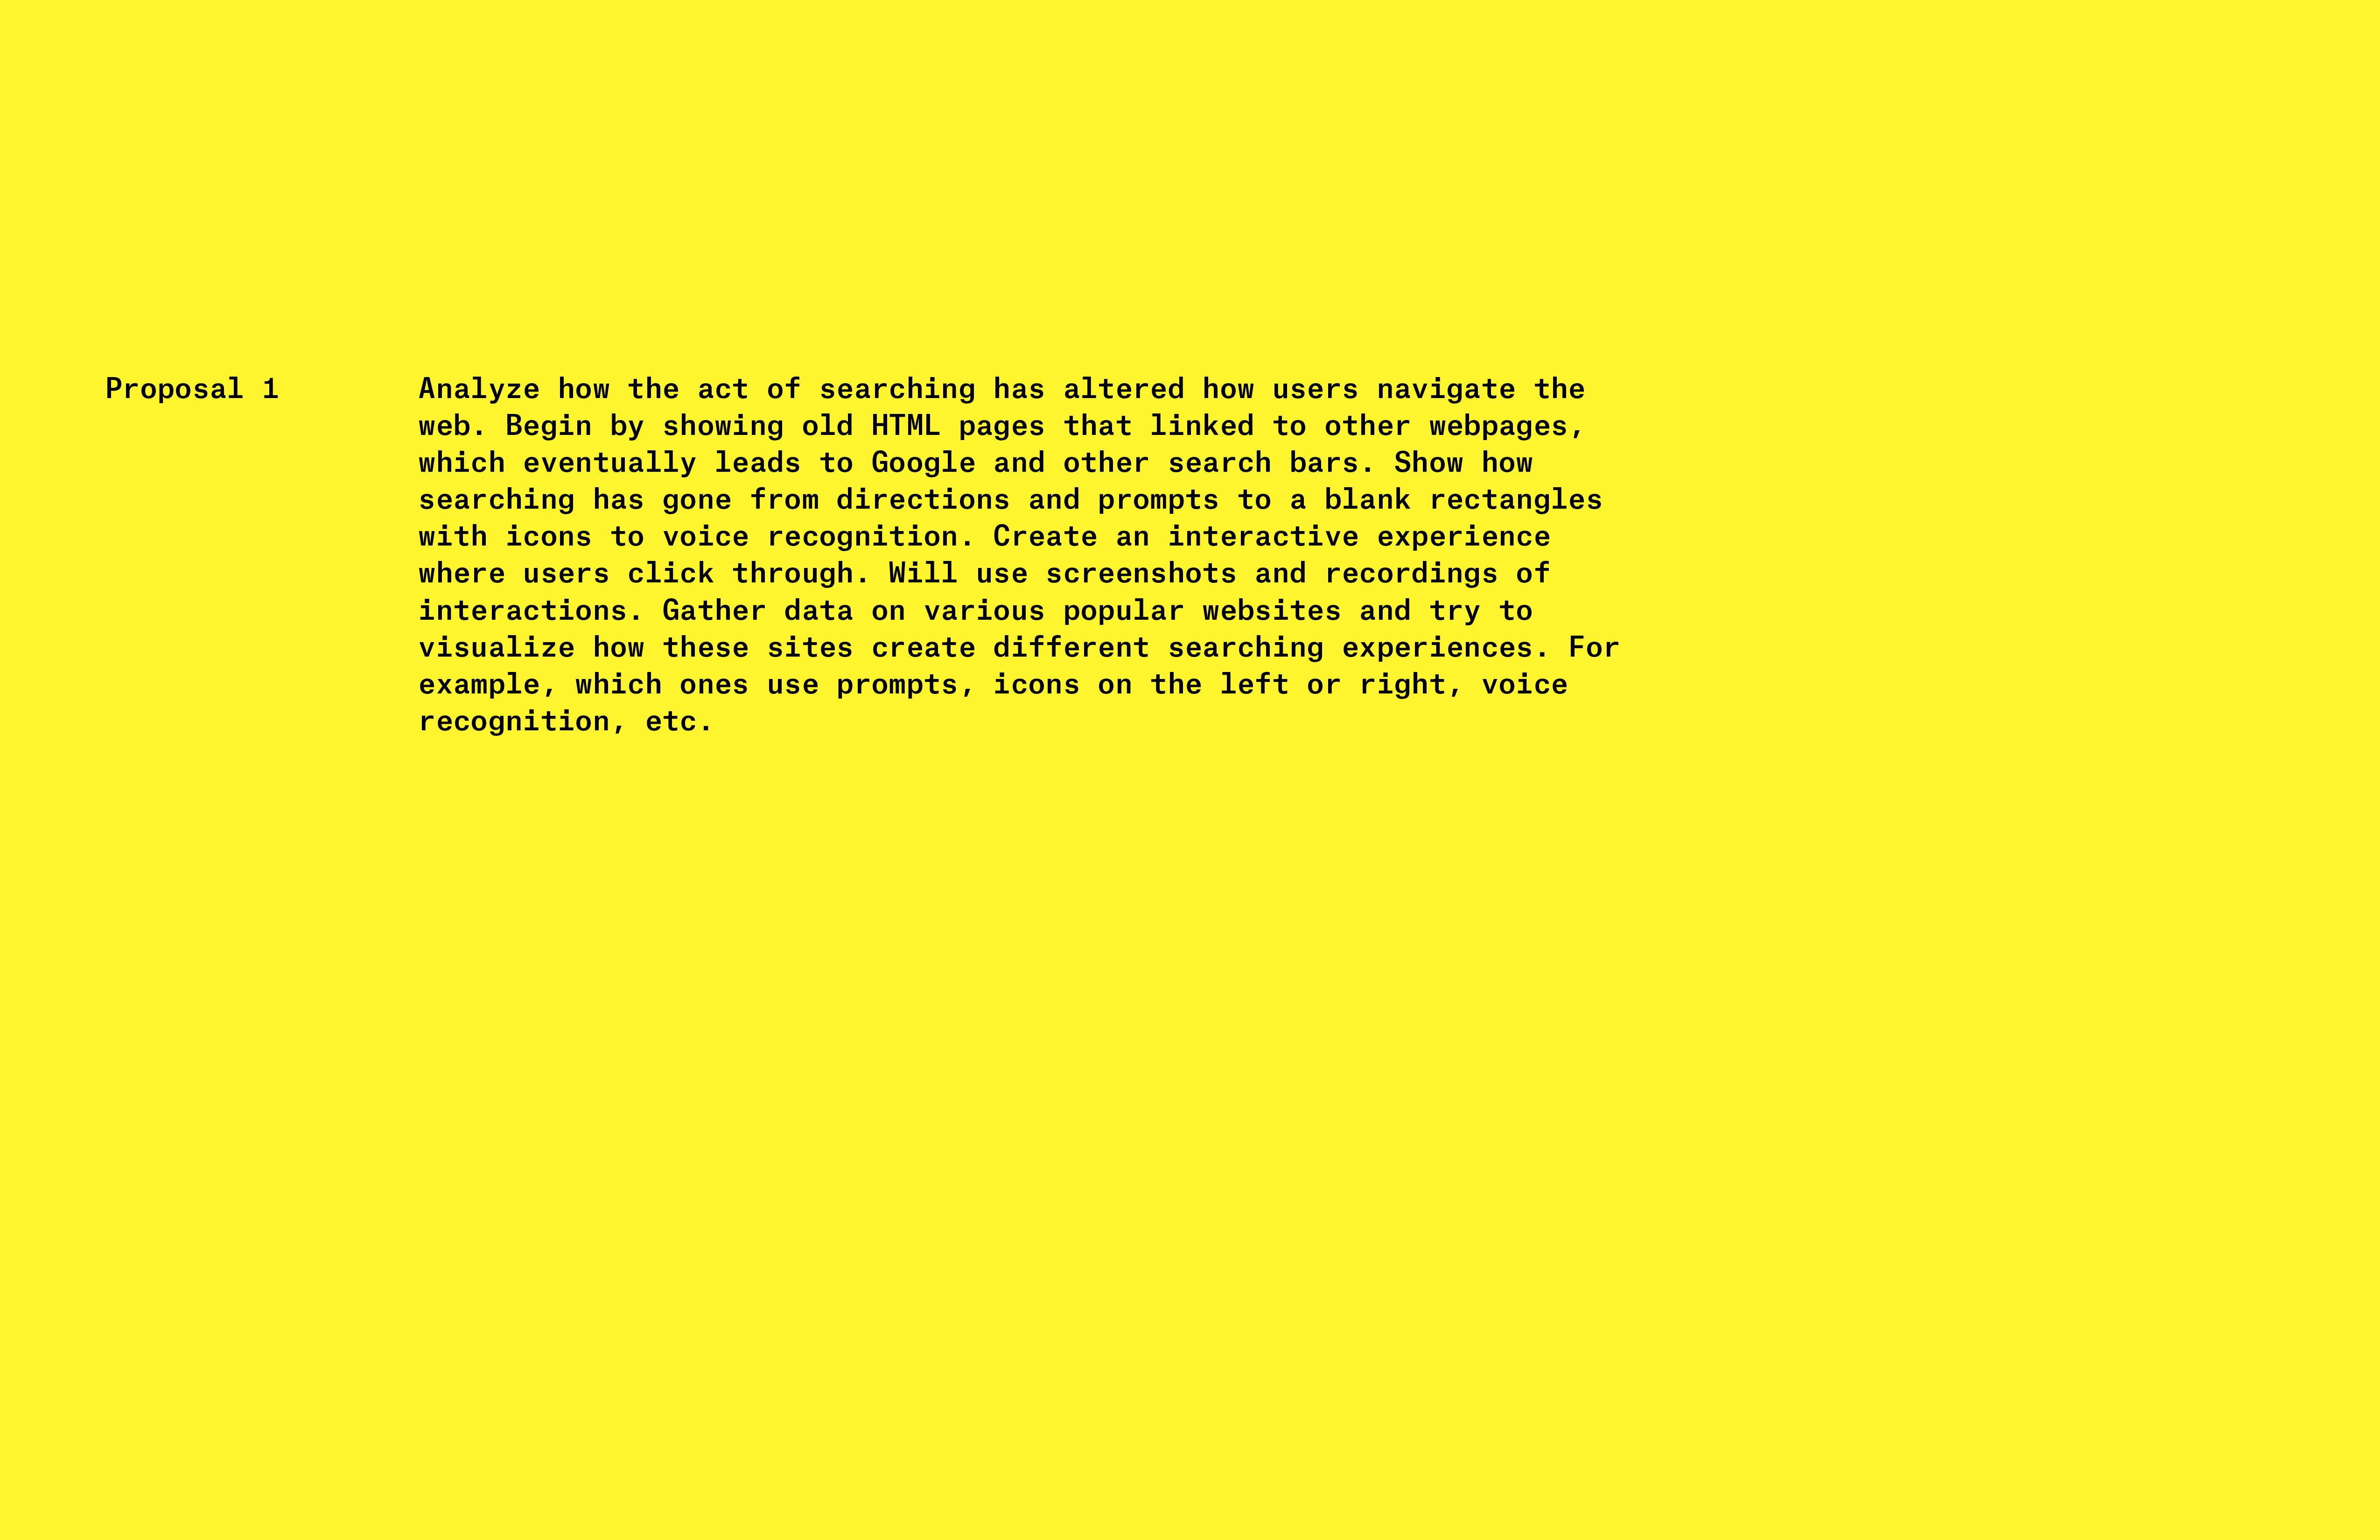 Proposal 1
Analyze how the act of searching has altered how users navigate the
web. Begin by showing old HTML pages that linked to other webpages,
which eventually leads to Google and other search bars. Show how
searching has gone from directions and prompts to a blank rectangles
with icons to voice recognition. Create an interactive experience
where users click through. Will use screenshots and recordings of
interactions. Gather data on various popular websites and try to
visualize how these sites create different searching experiences. For
example, which ones use prompts, icons on the left or right, voice
recognition, etc.